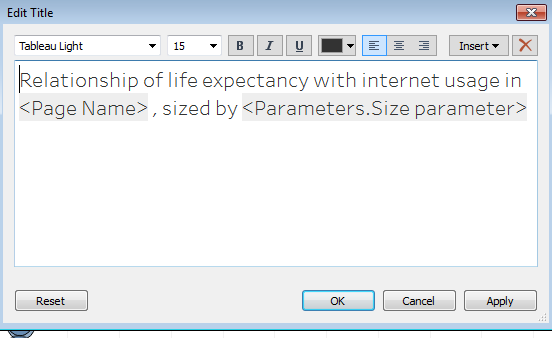 Edit Title
Tableau Light 15 B I U Insert
Relationship of life expectancy with internet usage in
<Page Name> , sized by <Parameters.Size parameter>
Reset OK Cancel Apply